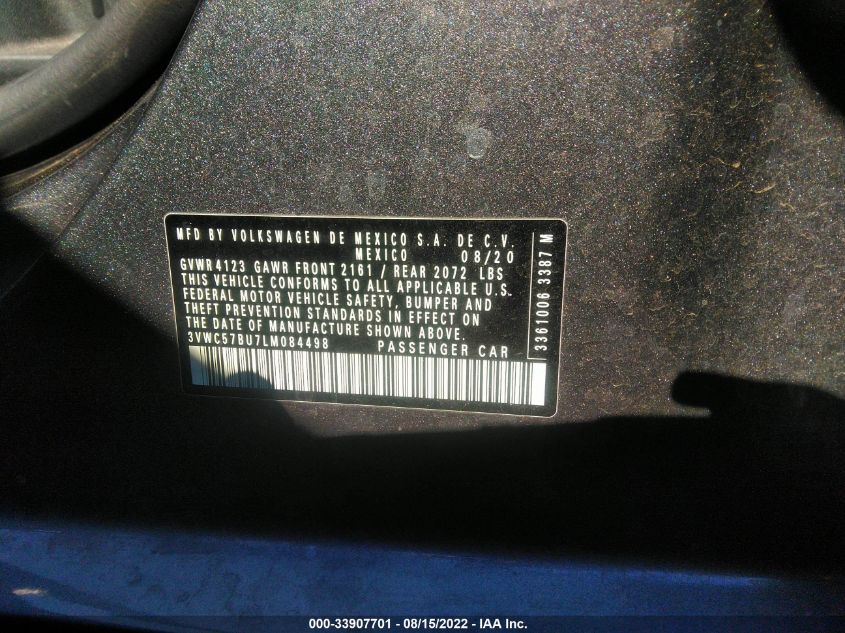 MFD BY VOLKSWAGEN DE MEXICO S.A. DE C.V.
MEXICO 08/20
GVWR 4123 GAWR FRONT 2161 / REAR 2072 LBS
THIS VEHICLE CONFORMS TO ALL APPLICABLE U.S.
FEDERAL MOTOR VEHICLE SAFETY, BUMPER AND
THEFT PREVENTION STANDARDS IN EFFECT ON
THE DATE OF MANUFACTURE SHOWN ABOVE.
3VWC57BU7LM084498 PASSENGER CAR
3361006 3387 M
000-33907701 - 08/15/2022 - IAA Inc.